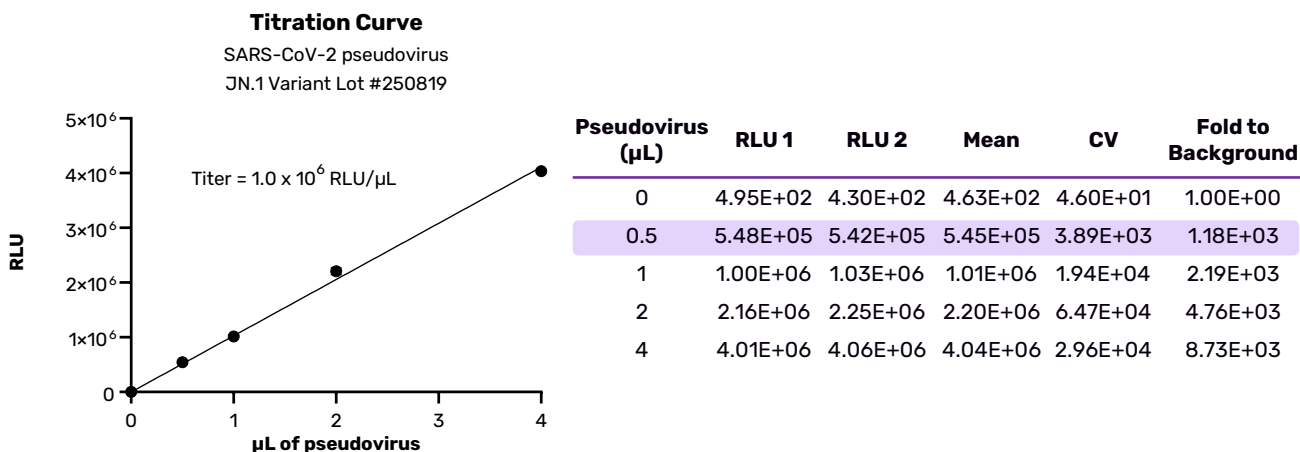 Titration Curve
SARS-CoV-2 pseudovirus
JN.1 Variant Lot #250819
5×10⁶
4×10⁶
3×10⁶
2×10⁶
1×10⁶
0
RLU
Titer = 1.0 x 10⁶ RLU/µL
0 1 2 3 4
µL of pseudovirus
Pseudovirus (µL) RLU 1 RLU 2 Mean CV Fold to Background
0 4.95E+02 4.30E+02 4.63E+02 4.60E+01 1.00E+00
0.5 5.48E+05 5.42E+05 5.45E+05 3.89E+03 1.18E+03
1 1.00E+06 1.03E+06 1.01E+06 1.94E+04 2.19E+03
2 2.16E+06 2.25E+06 2.20E+06 6.47E+04 4.76E+03
4 4.01E+06 4.06E+06 4.04E+06 2.96E+04 8.73E+03